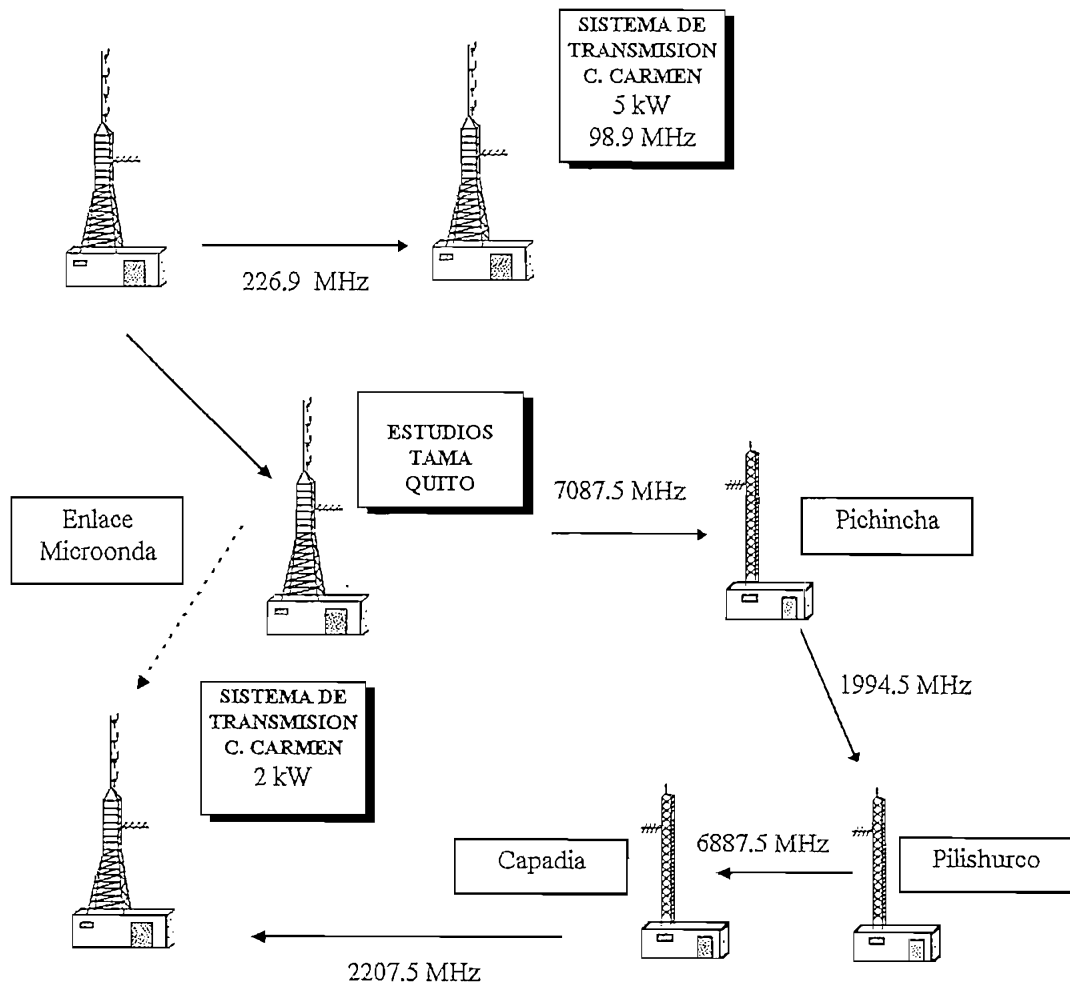 SISTEMA DE
TRANSMISION
C. CARMEN
5 kW
98.9 MHz
226.9 MHz
ESTUDIOS
TAMA
QUITO
7087.5 MHz
Enlace
Microonda
Pichincha
1994.5 MHz
SISTEMA DE
TRANSMISION
C. CARMEN
2 kW
6887.5 MHz
Capadia
Pilishurco
2207.5 MHz